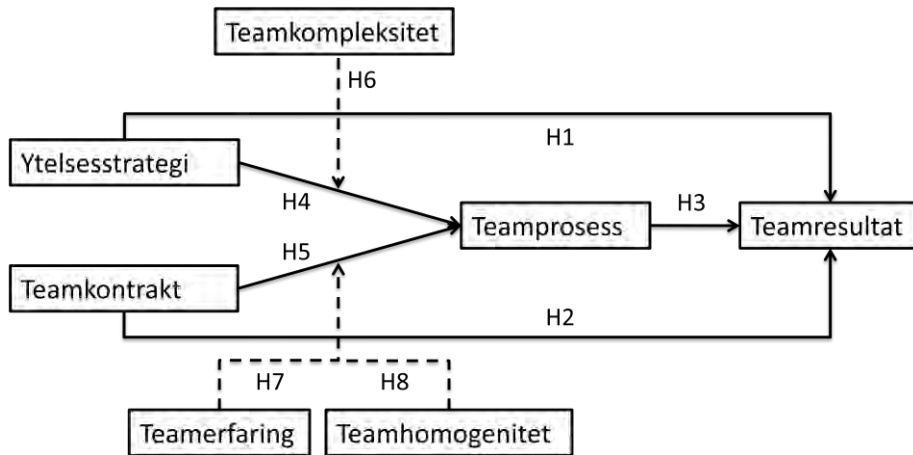 Teamkompleksitet
H6
H1
Ytelsesstrategi
H4
H3
Teamprosess
Teamresultat
H5
Teamkontrakt
H2
H7
H8
Teamerfaring
Teamhomogenitet